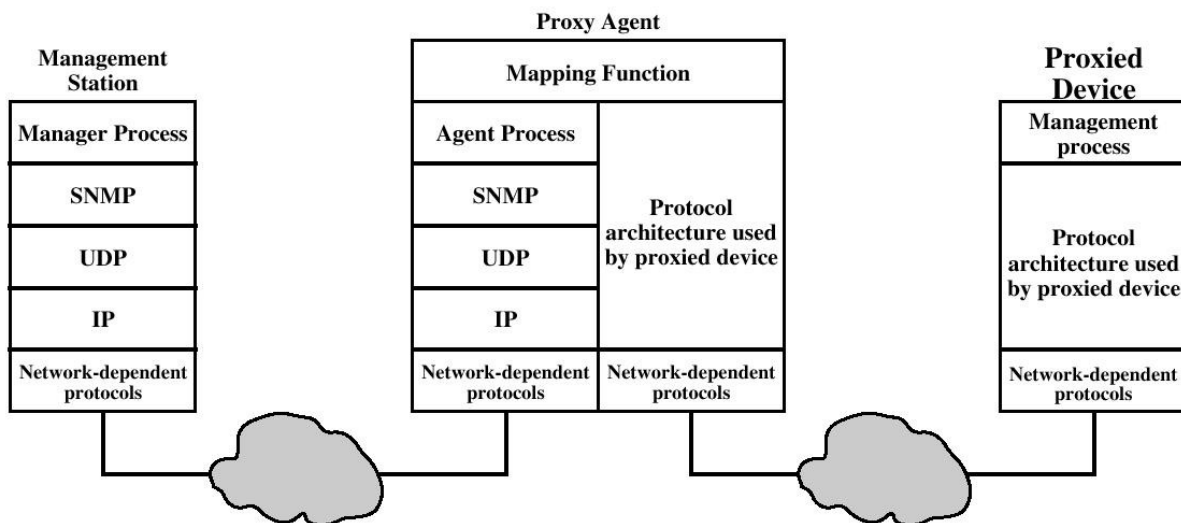 Management
Station
Manager Process
SNMP
UDP
IP
Network-dependent
protocols
Proxy Agent
Mapping Function
Agent Process
SNMP
UDP
IP
Network-dependent
protocols
Protocol
architecture used
by proxied device
Network-dependent
protocols
Proxied
Device
Management
process
Protocol
architecture used
by proxied device
Network-dependent
protocols